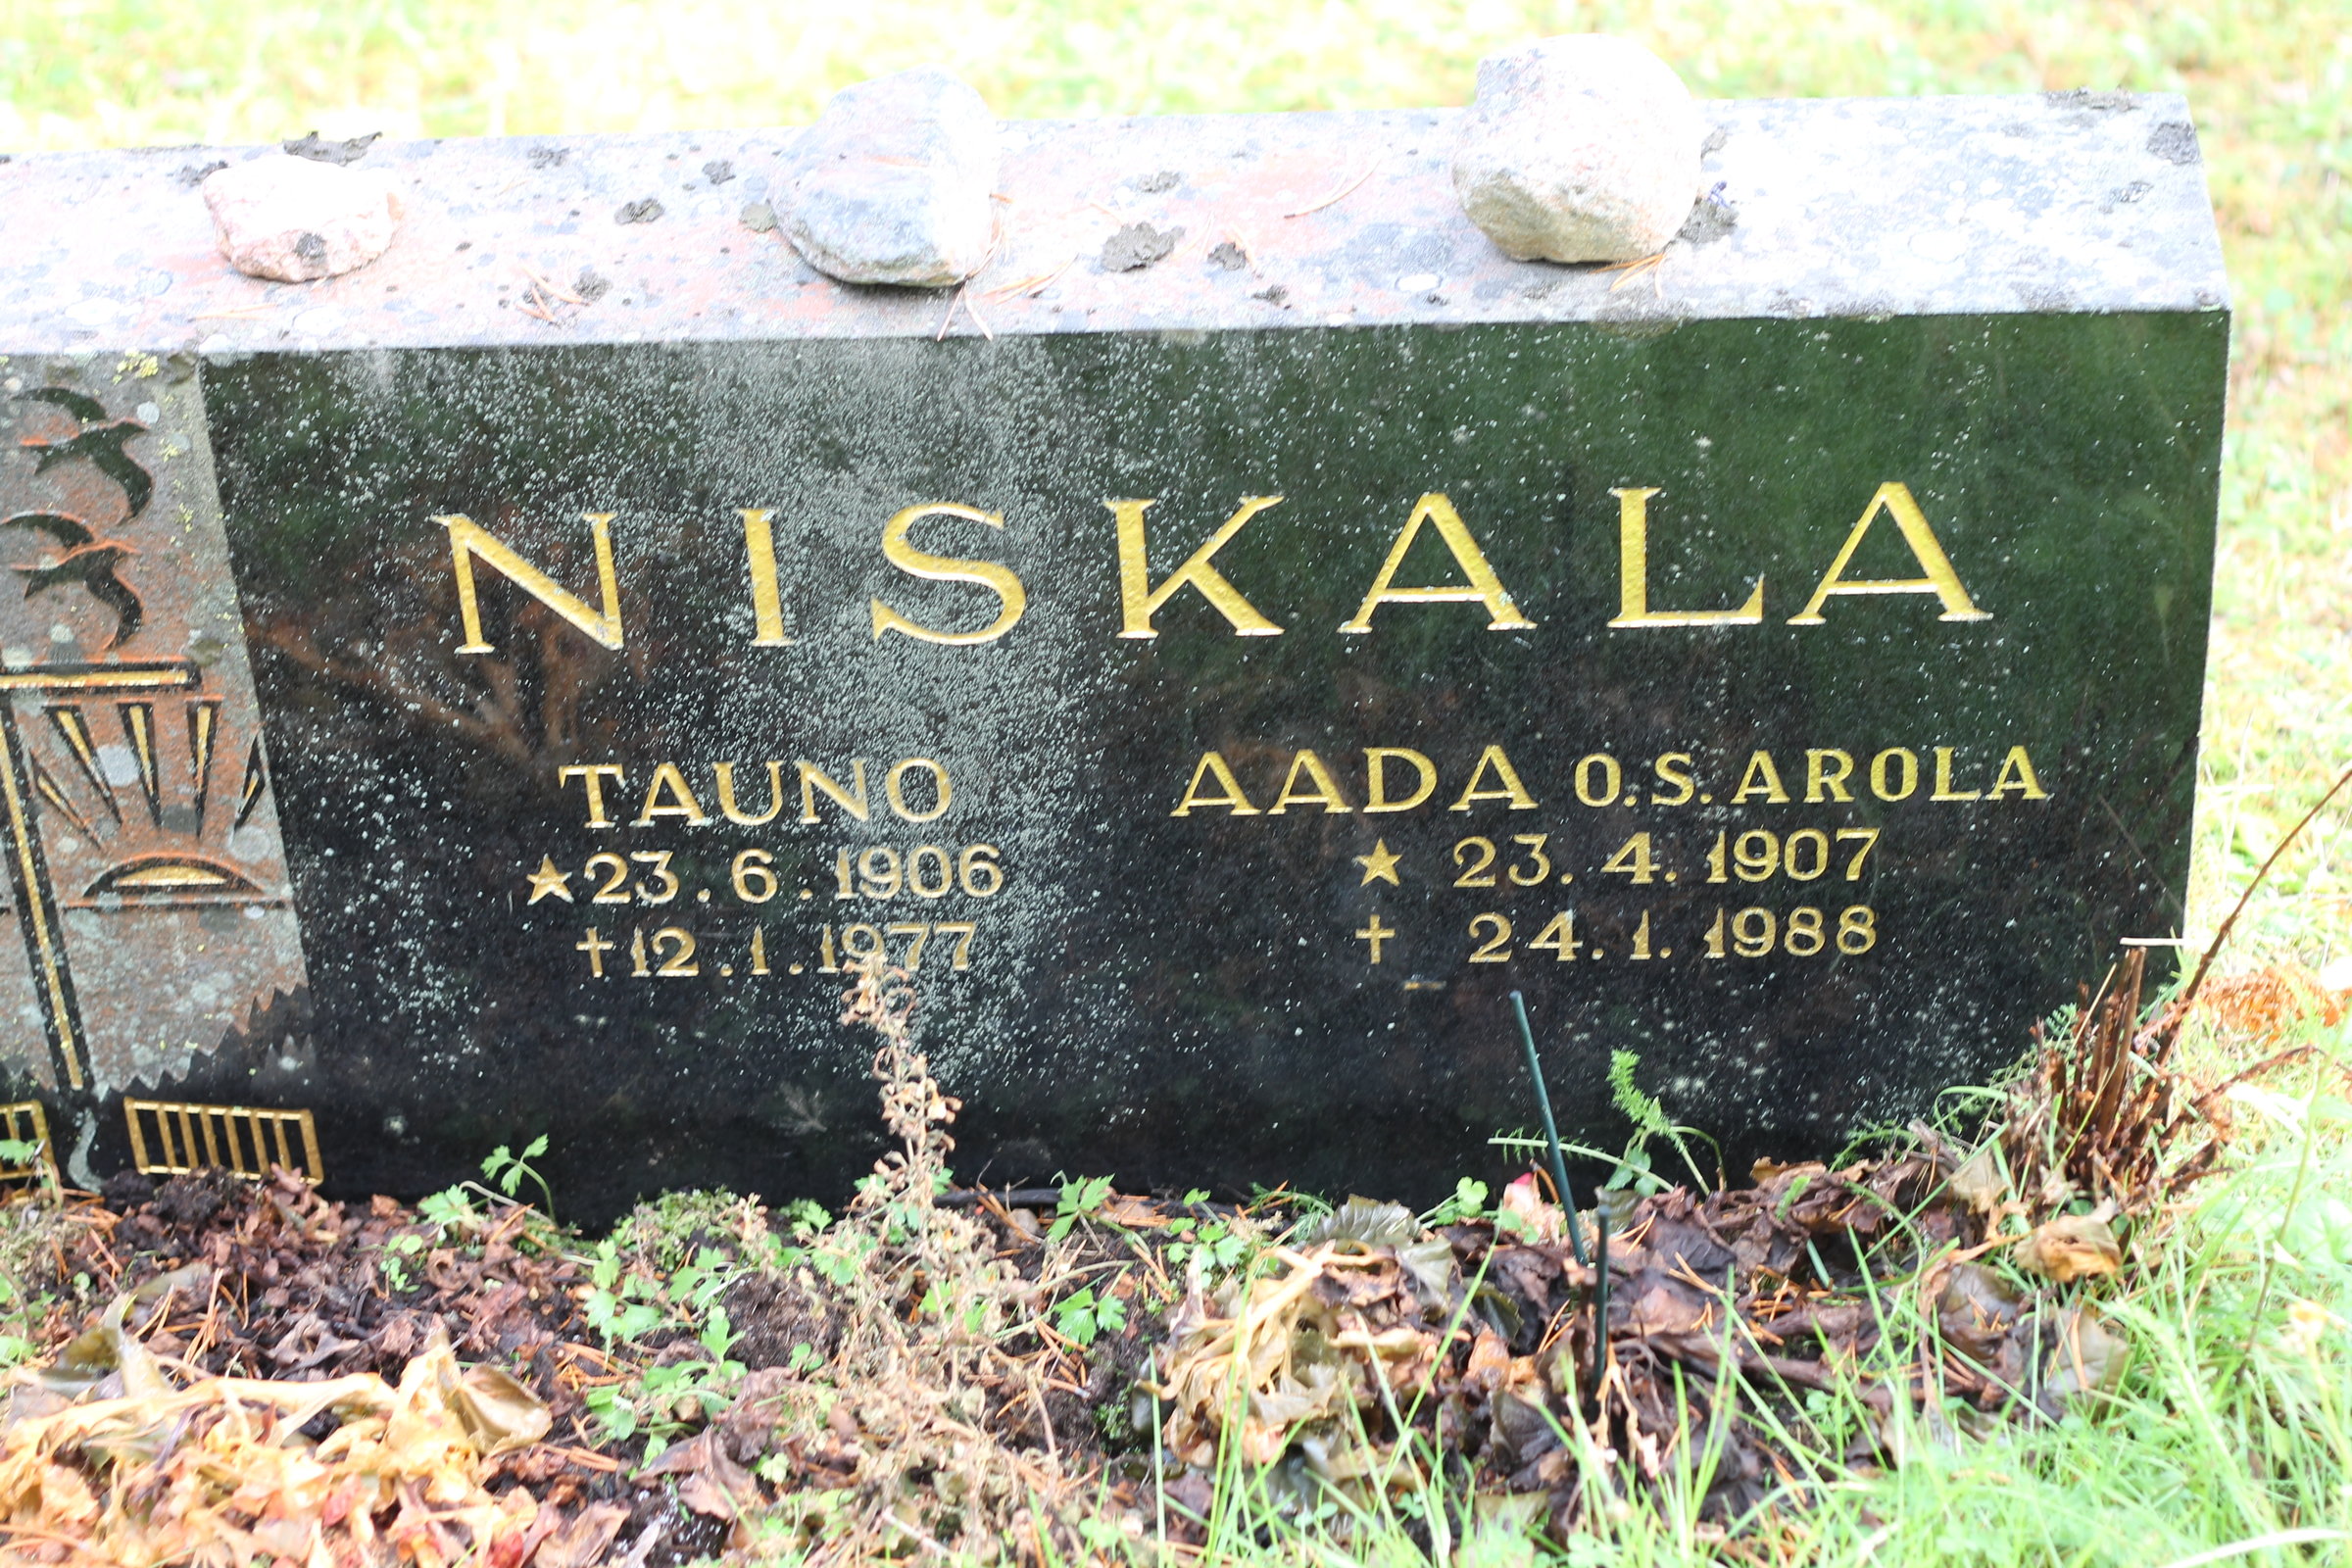 NISKALA
TAUNO
★23.6.1906
†12.1.1977
AADA O.S. AROLA
★ 23.4.1907
† 24.1.1988